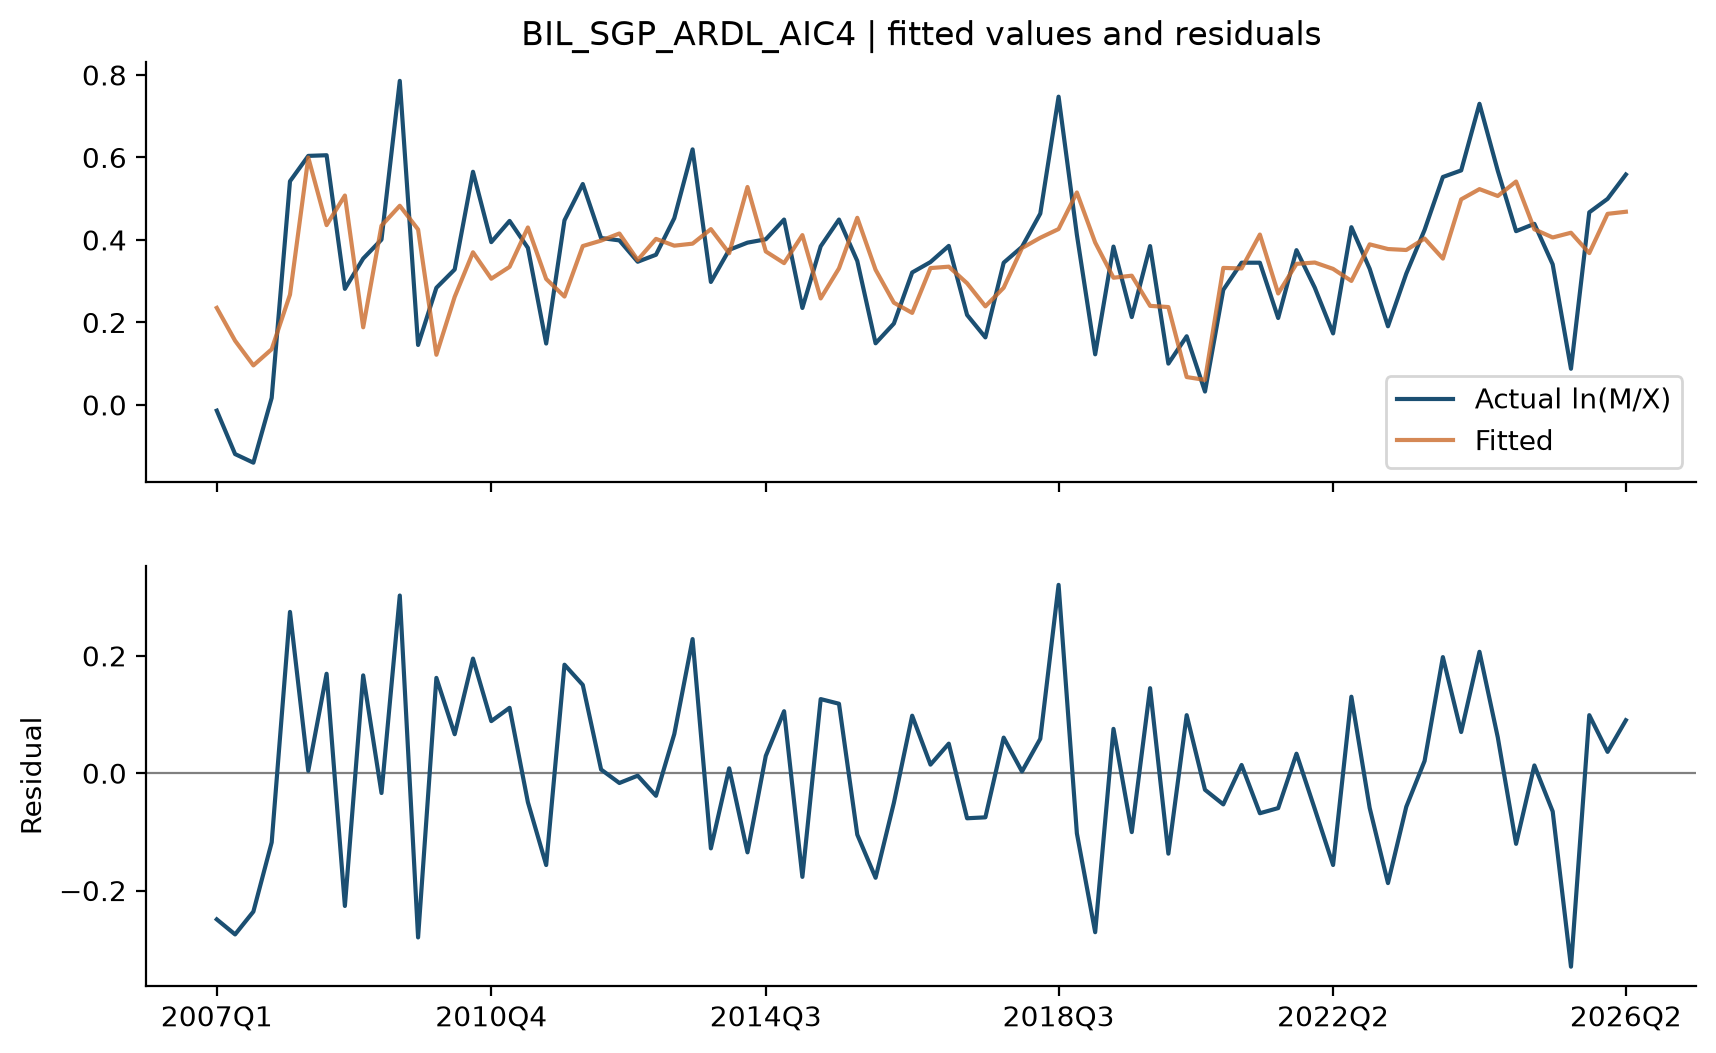 BIL_SGP_ARDL_AIC4 | fitted values and residuals
0.8
0.6
0.4
0.2
0.0
Actual ln(M/X)
Fitted
Residual
0.2
0.0
−0.2
2007Q1 2010Q4 2014Q3 2018Q3 2022Q2 2026Q2